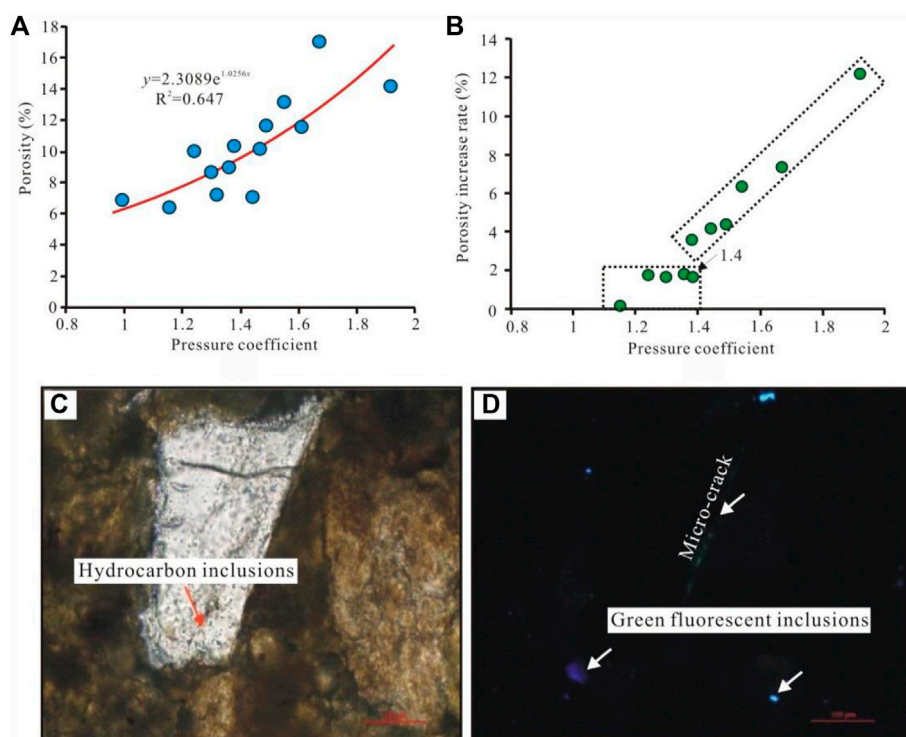 A
18
16
14
12
10
8
6
4
2
0
Porosity (%)
y=2.3089e^1.0256x
R²=0.647
0.8 1 1.2 1.4 1.6 1.8 2
Pressure coefficient
B
14
12
10
8
6
4
2
0
Porosity increase rate (%)
1.4
0.8 1 1.2 1.4 1.6 1.8 2
Pressure coefficient
C
Hydrocarbon inclusions
D
Micro-crack
Green fluorescent inclusions
100 μm